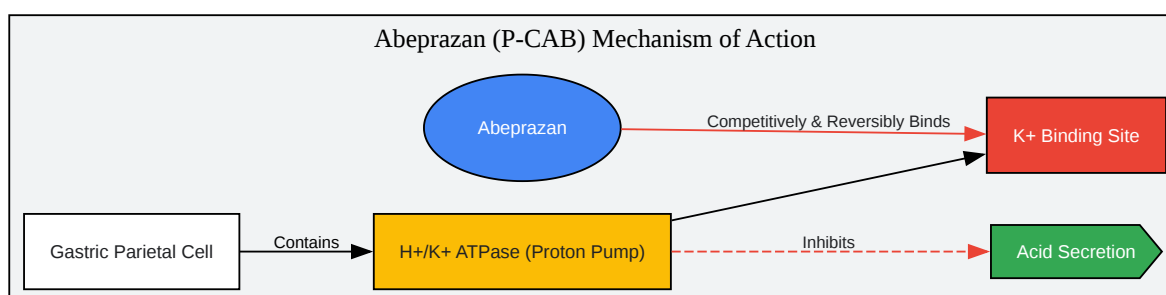 Abeprazan (P-CAB) Mechanism of Action
Abeprazan
Competitively & Reversibly Binds
K+ Binding Site
Gastric Parietal Cell
Contains
H+/K+ ATPase (Proton Pump)
Inhibits
Acid Secretion